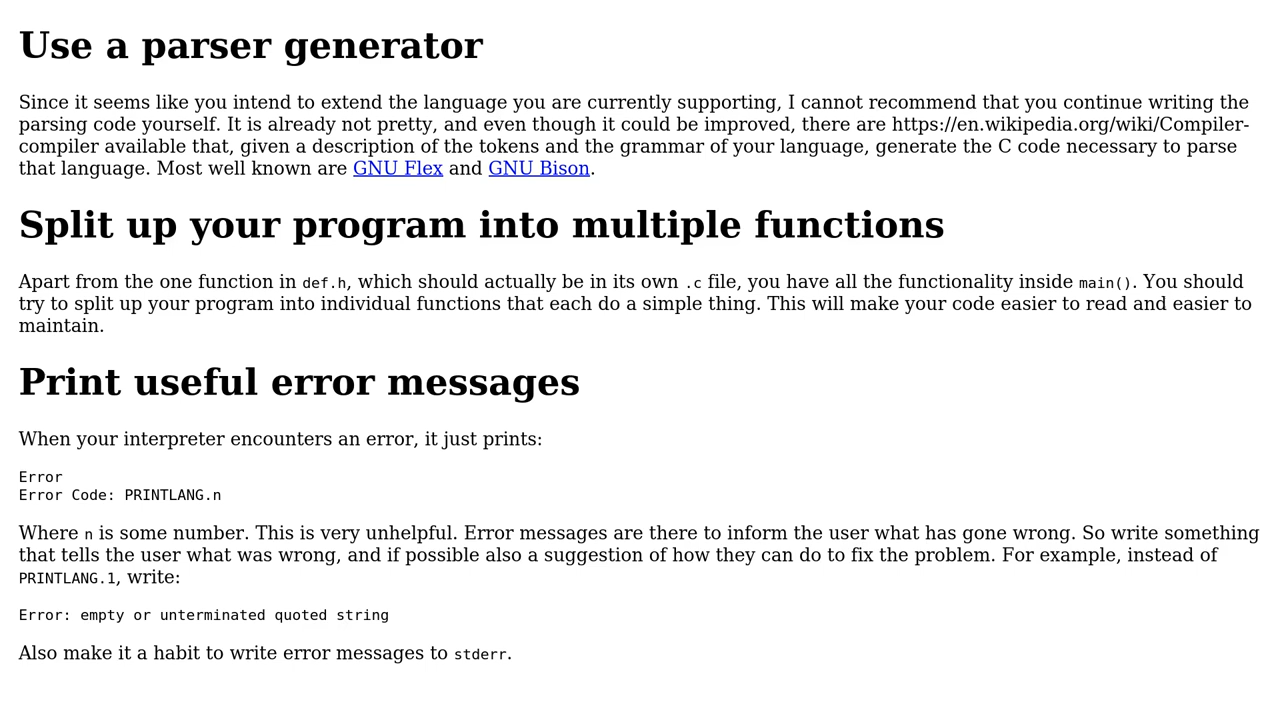 Use a parser generator
Since it seems like you intend to extend the language you are currently supporting, I cannot recommend that you continue writing the
parsing code yourself. It is already not pretty, and even though it could be improved, there are https://en.wikipedia.org/wiki/Compiler-
compiler available that, given a description of the tokens and the grammar of your language, generate the C code necessary to parse
that language. Most well known are GNU Flex and GNU Bison.
Split up your program into multiple functions
Apart from the one function in def.h, which should actually be in its own .c file, you have all the functionality inside main(). You should
try to split up your program into individual functions that each do a simple thing. This will make your code easier to read and easier to
maintain.
Print useful error messages
When your interpreter encounters an error, it just prints:
Error
Error Code: PRINTLANG.n
Where n is some number. This is very unhelpful. Error messages are there to inform the user what has gone wrong. So write something
that tells the user what was wrong, and if possible also a suggestion of how they can do to fix the problem. For example, instead of
PRINTLANG.1, write:
Error: empty or unterminated quoted string
Also make it a habit to write error messages to stderr.